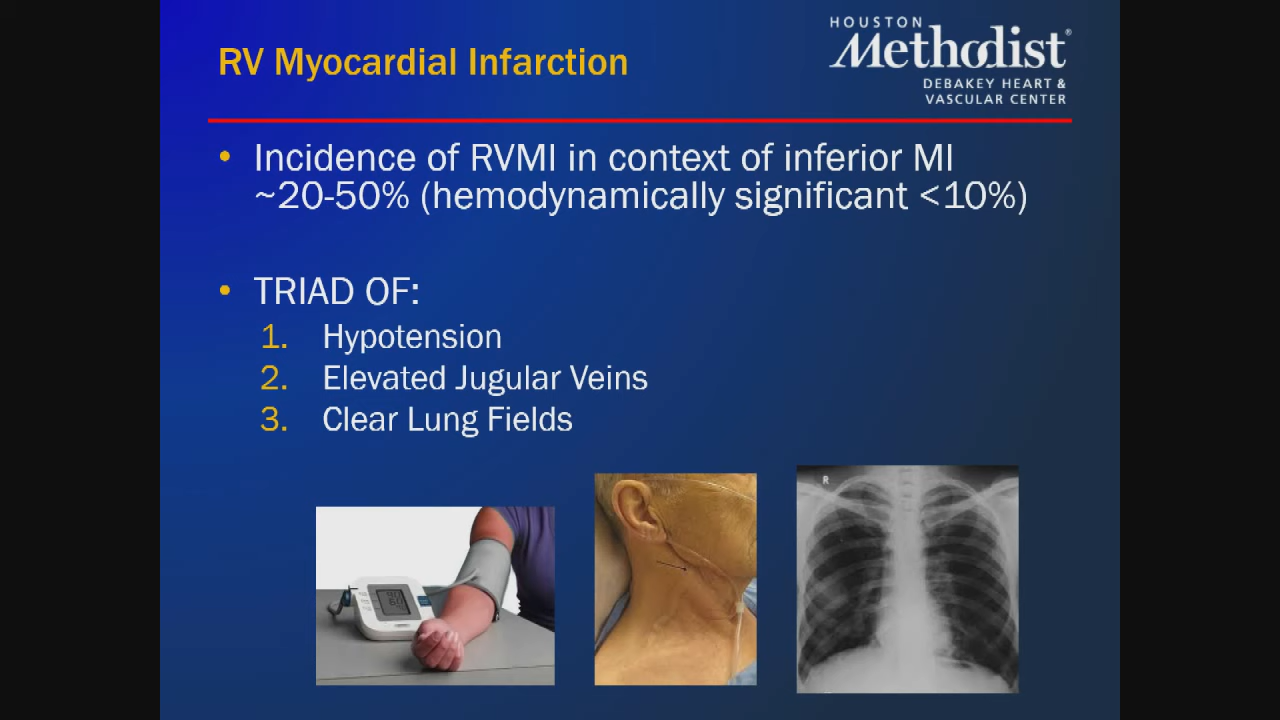 RV Myocardial Infarction
HOUSTON
Methodist®
DEBAKEY HEART &
VASCULAR CENTER
• Incidence of RVMI in context of inferior MI
~20-50% (hemodynamically significant <10%)
• TRIAD OF:
1. Hypotension
2. Elevated Jugular Veins
3. Clear Lung Fields
R